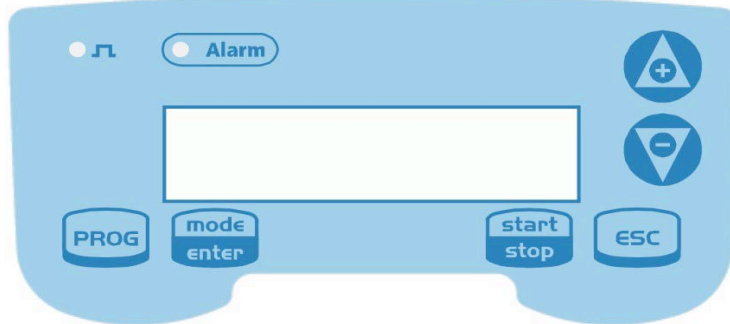 Alarm
+
-
PROG
mode
enter
start
stop
ESC